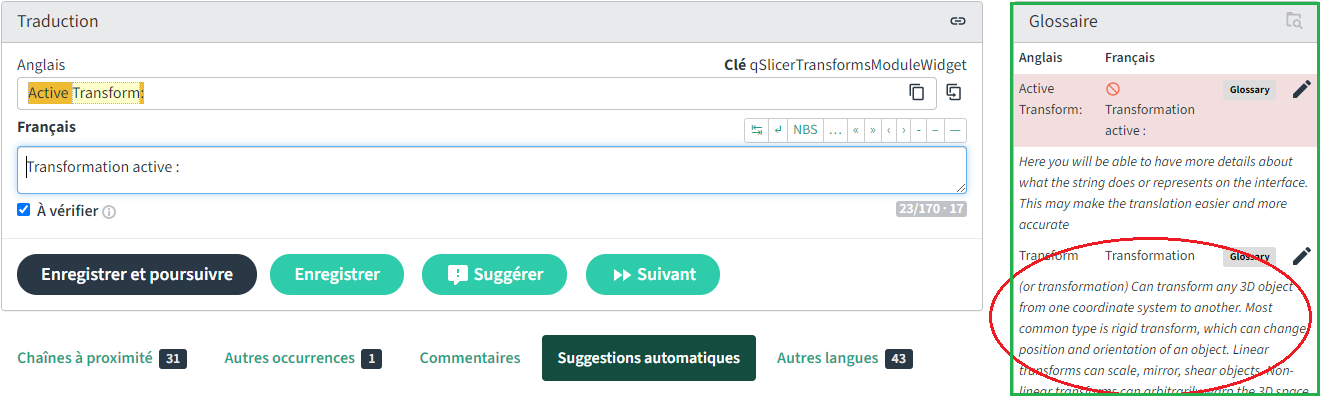 Traduction
Anglais
Clé qSlicerTransformsModuleWidget
Active Transform:
Français
NBS … « » ‹ › - – —
Transformation active :
À vérifier
23/170 · 17
Enregistrer et poursuivre
Enregistrer
Suggérer
Suivant
Chaînes à proximité 31
Autres occurrences 1
Commentaires
Suggestions automatiques
Autres langues 43
Glossaire
Anglais Français
Active Transformation Glossary
Transform: active :
Here you will be able to have more details about
what the string does or represents on the interface.
This may make the translation easier and more
accurate
Transform Transformation Glossary
(or transformation) Can transform any 3D object
from one coordinate system to another. Most
common type is rigid transform, which can change
position and orientation of an object. Linear
transforms can scale, mirror, shear objects. Non-
linear transforms can arbitrarily warp the 3D space